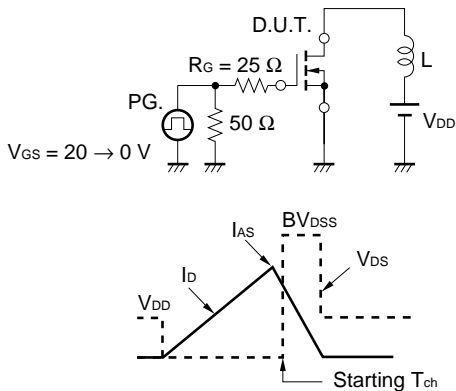 D.U.T.
RG = 25 Ω
L
PG.
50 Ω
VDD
VGS = 20 → 0 V
BVDSS
IAS
VDS
ID
VDD
Starting Tch